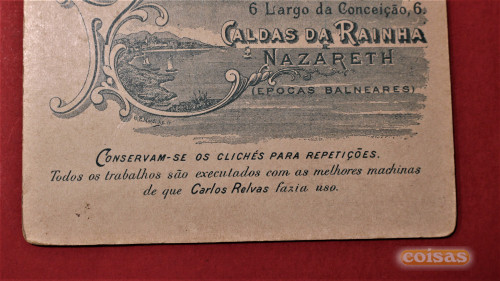 6 Largo da Conceição, 6.
CALDAS DA RAINHA
NAZARETH
(EPOCAS BALNEARES)
CONSERVAM-SE OS CLICHÉS PARA REPETIÇÕES.
Todos os trabalhos são executados com as melhores machinas
de que Carlos Relvas fazia uso.
coisas